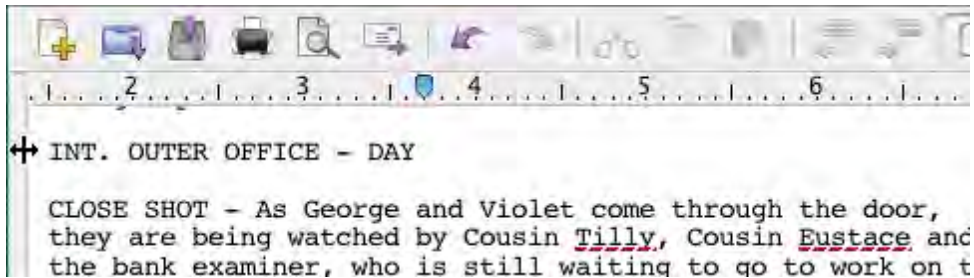 2 3 4 5 6
INT. OUTER OFFICE - DAY
CLOSE SHOT - As George and Violet come through the door,
they are being watched by Cousin Tilly, Cousin Eustace and
the bank examiner, who is still waiting to go to work on